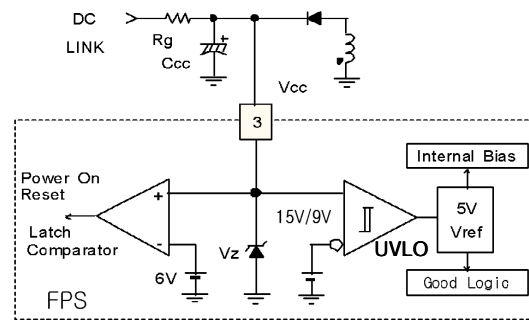 DC
LINK
Rg
Ccc
+
Vcc
3
Internal Bias
Power On
Reset
+
15V/9V
5V
Vref
Latch
Comparator
-
Vz
UVLO
6V
Good Logic
FPS